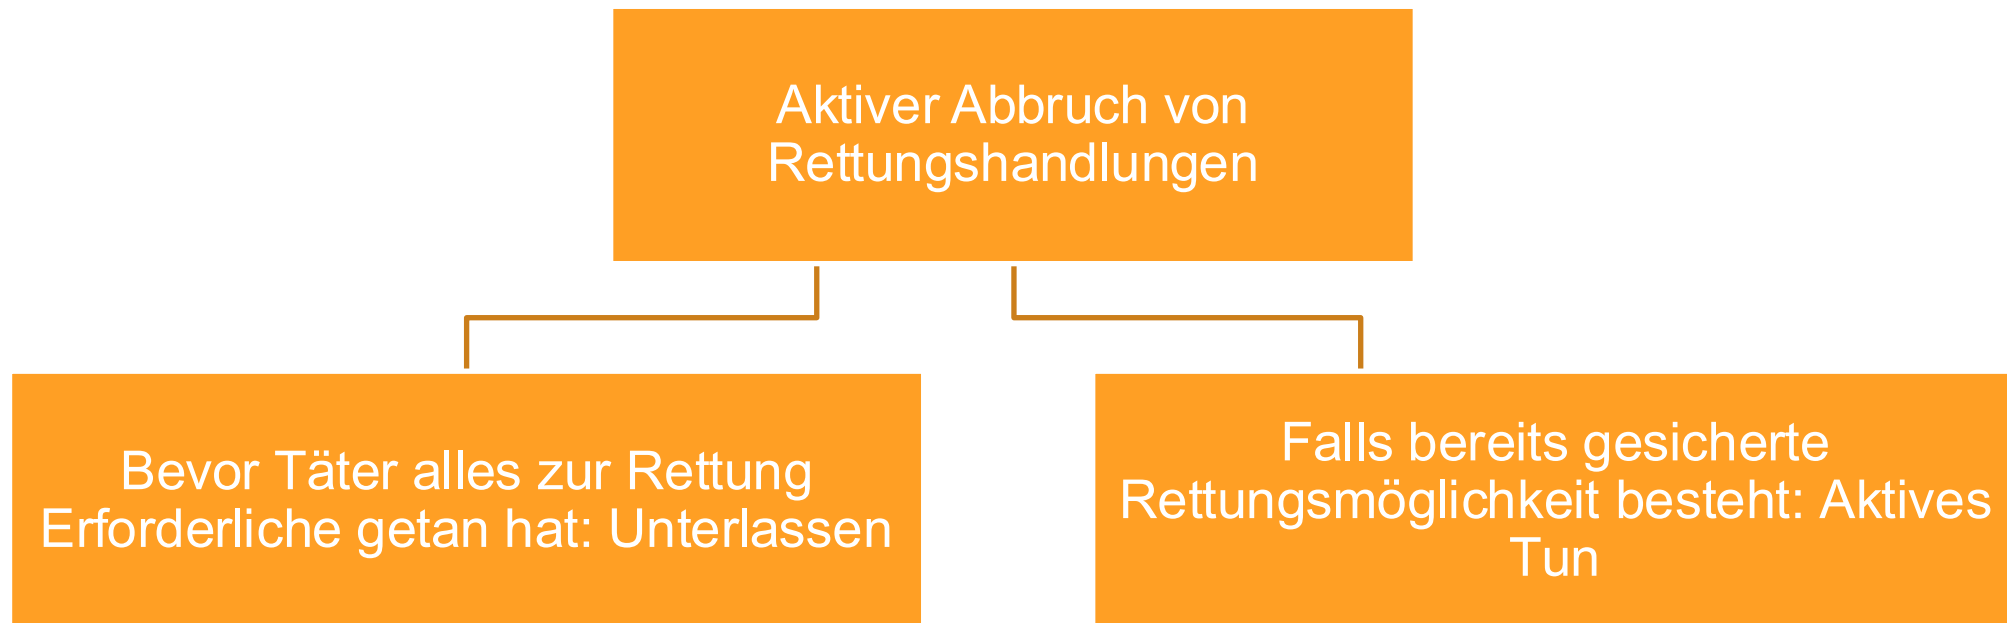 Aktiver Abbruch von
Rettungshandlungen
Bevor Täter alles zur Rettung
Erforderliche getan hat: Unterlassen
Falls bereits gesicherte
Rettungsmöglichkeit besteht: Aktives
Tun